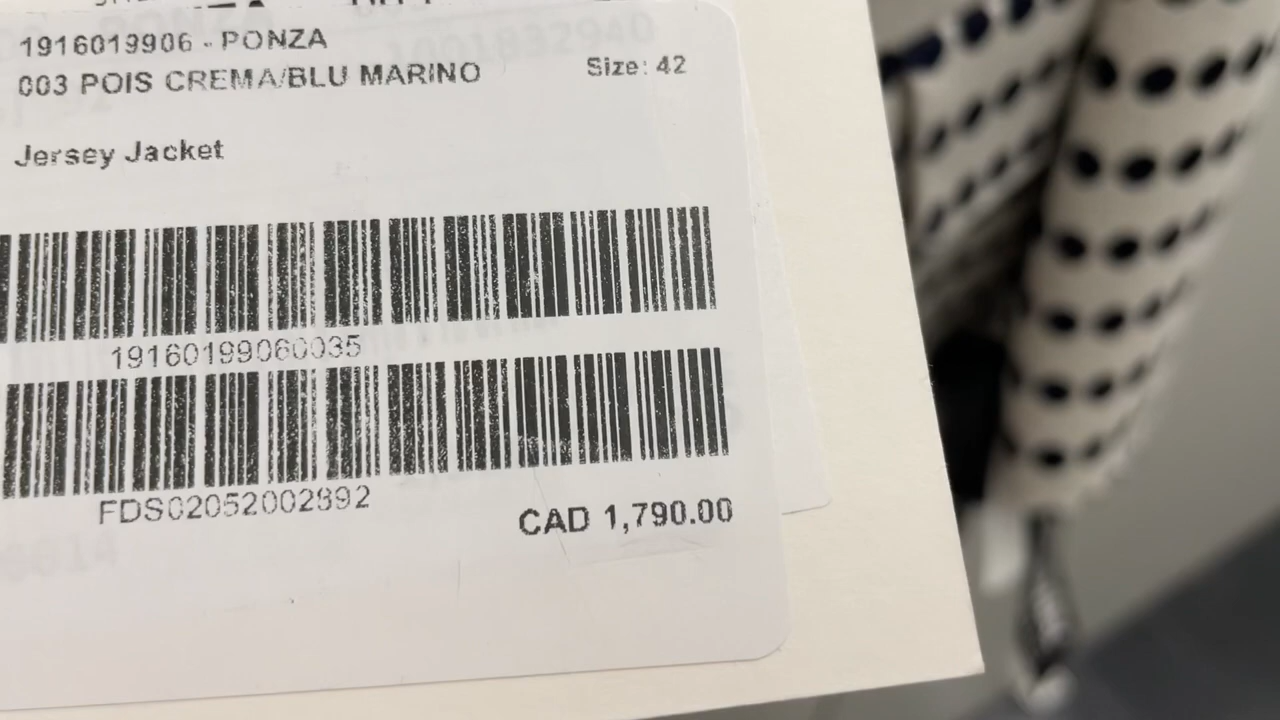 1916019906 - PONZA
003 POIS CREMA/BLU MARINO
Size: 42
Jersey Jacket
19160199060035
FDS02052002892
CAD 1,790.00